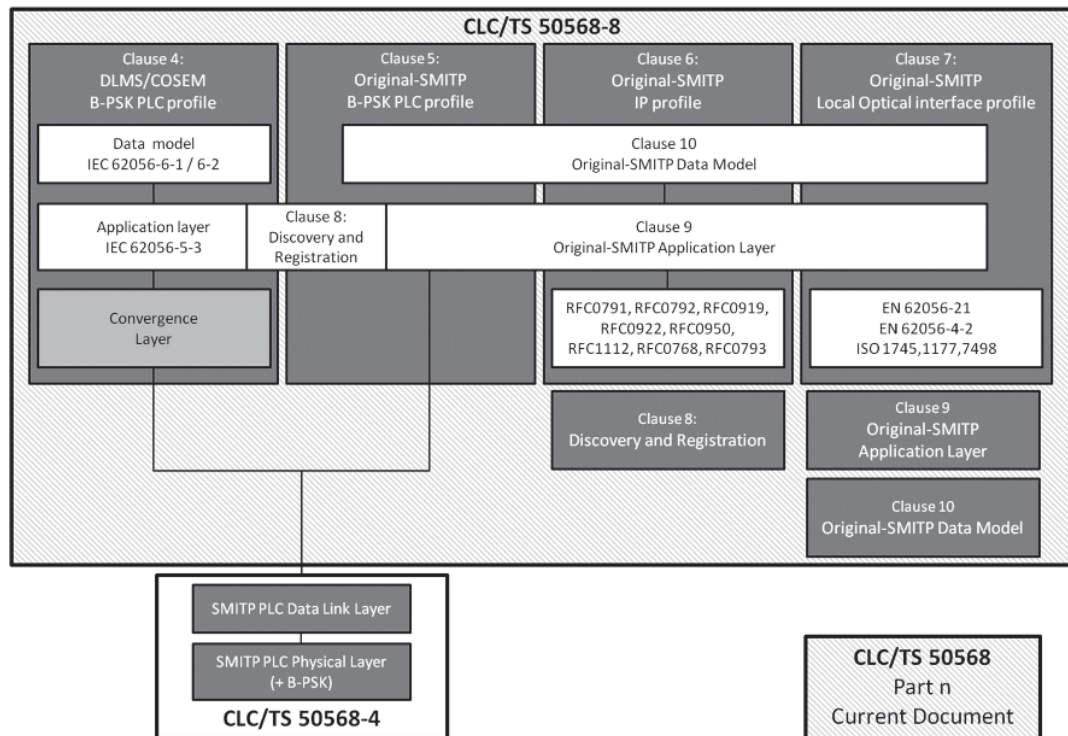 CLC/TS 50568-8
Clause 4:
DLMS/COSEM
B-PSK PLC profile
Clause 5:
Original-SMITP
B-PSK PLC profile
Clause 6:
Original-SMITP
IP profile
Clause 7:
Original-SMITP
Local Optical interface profile
Data model
IEC 62056-6-1 / 6-2
Clause 10
Original-SMITP Data Model
Application layer
IEC 62056-5-3
Clause 8:
Discovery and
Registration
Clause 9
Original-SMITP Application Layer
Convergence
Layer
RFC0791, RFC0792, RFC0919,
RFC0922, RFC0950,
RFC1112, RFC0768, RFC0793
EN 62056-21
EN 62056-4-2
ISO 1745,1177,7498
Clause 8:
Discovery and Registration
Clause 9
Original-SMITP
Application Layer
Clause 10
Original-SMITP Data Model
SMITP PLC Data Link Layer
SMITP PLC Physical Layer
(+ B-PSK)
CLC/TS 50568-4
CLC/TS 50568
Part n
Current Document